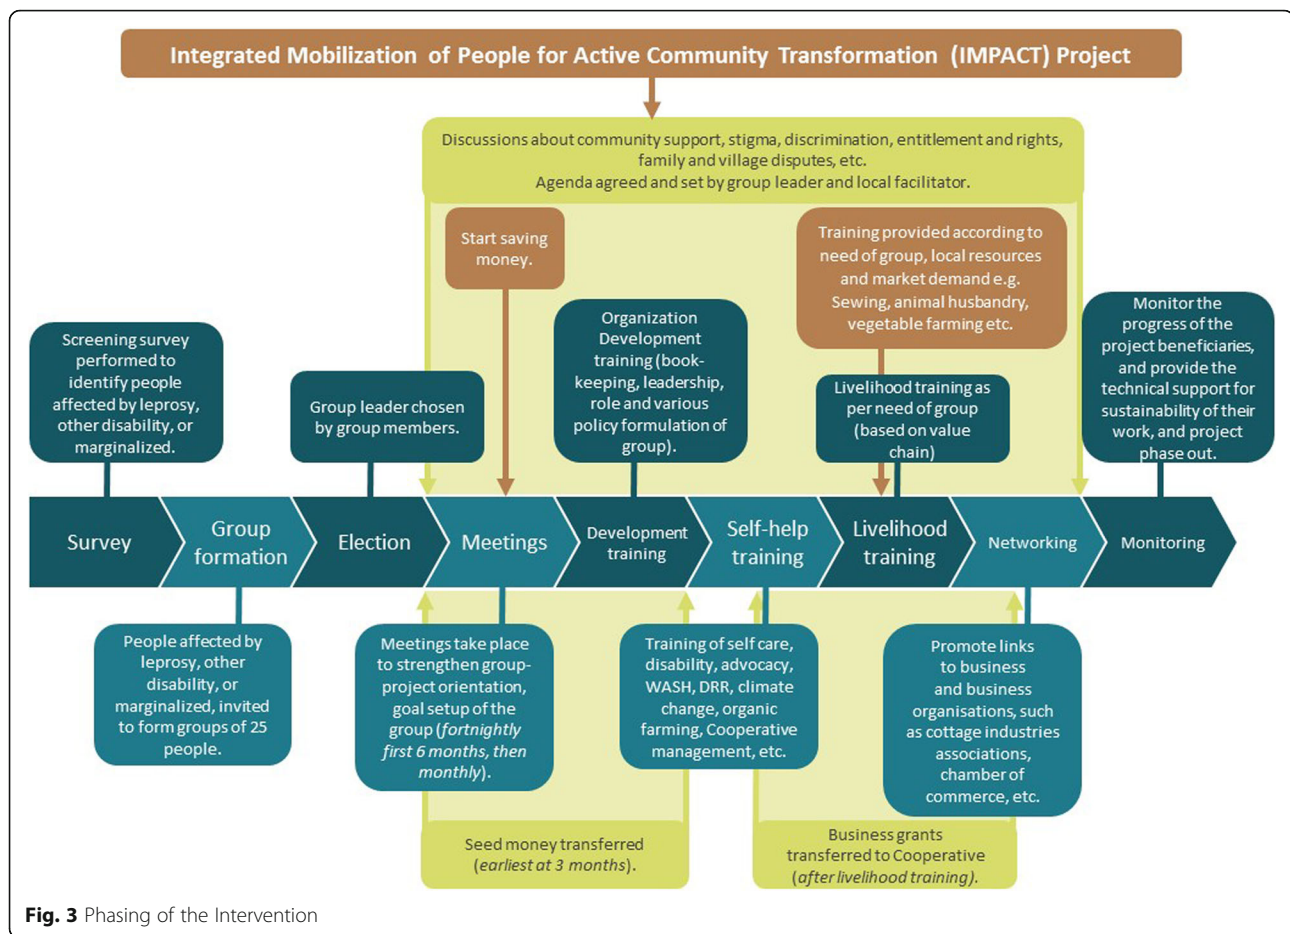 Integrated Mobilization of People for Active Community Transformation (IMPACT) Project
Discussions about community support, stigma, discrimination, entitlement and rights,
family and village disputes, etc.
Agenda agreed and set by group leader and local facilitator.
Start saving
money.
Training provided according to
need of group, local resources
and market demand e.g.
Sewing, animal husbandry,
vegetable farming etc.
Screening survey
performed to
identify people
affected by leprosy,
other disability, or
marginalized.
Group leader chosen
by group members.
Organization
Development
training (book-
keeping, leadership,
role and various
policy formulation of
group).
Livelihood training as
per need of group
(based on value
chain)
Monitor the
progress of the
project beneficiaries,
and provide the
technical support for
sustainability of their
work, and project
phase out.
Survey
Group
formation
Election
Meetings
Development
training
Self-help
training
Livelihood
training
Networking
Monitoring
People affected by
leprosy, other
disability, or
marginalized, invited
to form groups of 25
people.
Meetings take place
to strengthen group-
project orientation,
goal setup of the
group (fortnightly
first 6 months, then
monthly).
Training of self care,
disability, advocacy,
WASH, DRR, climate
change, organic
farming, Cooperative
management, etc.
Promote links
to business
and business
organisations, such
as cottage industries
associations,
chamber of
commerce, etc.
Seed money transferred
(earliest at 3 months).
Business grants
transferred to Cooperative
(after livelihood training).
Fig. 3 Phasing of the Intervention